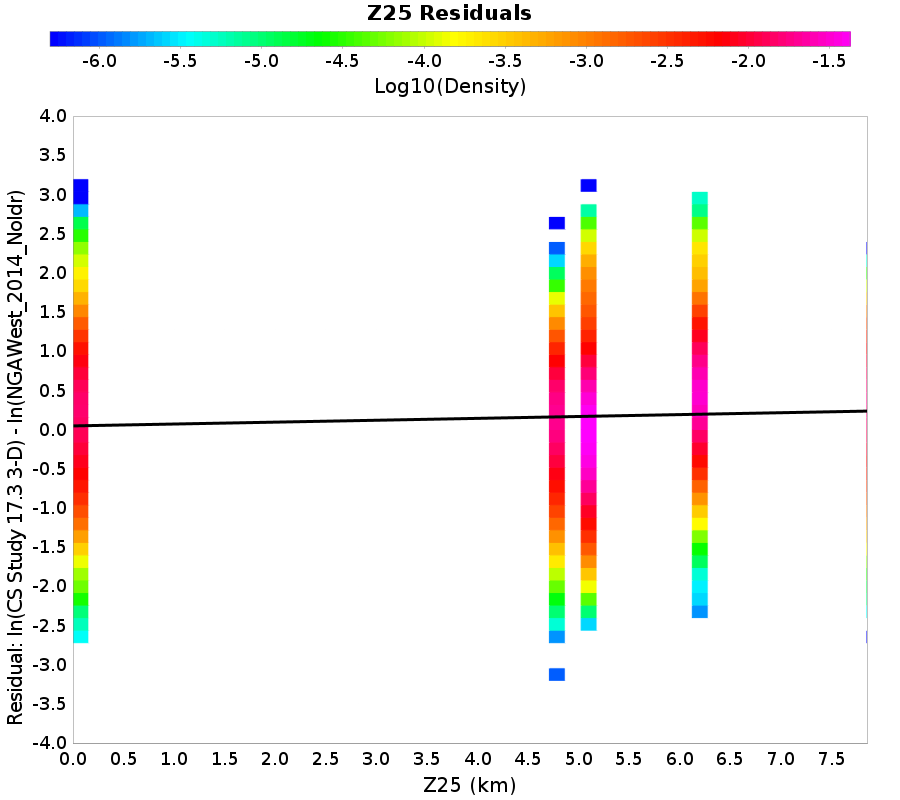 Z25 Residuals
-6.0 -5.5 -5.0 -4.5 -4.0 -3.5 -3.0 -2.5 -2.0 -1.5
Log10(Density)
Residual: ln(CS Study 17.3 3-D) - ln(NGAWest_2014_NoIdr)
4.0
3.5
3.0
2.5
2.0
1.5
1.0
0.5
0.0
-0.5
-1.0
-1.5
-2.0
-2.5
-3.0
-3.5
-4.0
0.0 0.5 1.0 1.5 2.0 2.5 3.0 3.5 4.0 4.5 5.0 5.5 6.0 6.5 7.0 7.5
Z25 (km)